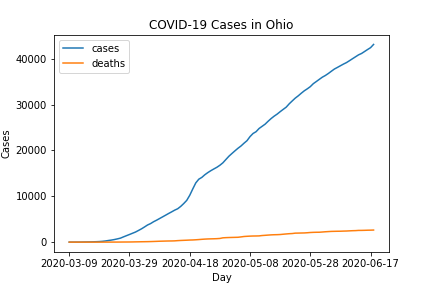 COVID-19 Cases in Ohio
cases
deaths
Cases
40000
30000
20000
10000
0
2020-03-09 2020-03-29 2020-04-18 2020-05-08 2020-05-28 2020-06-17
Day